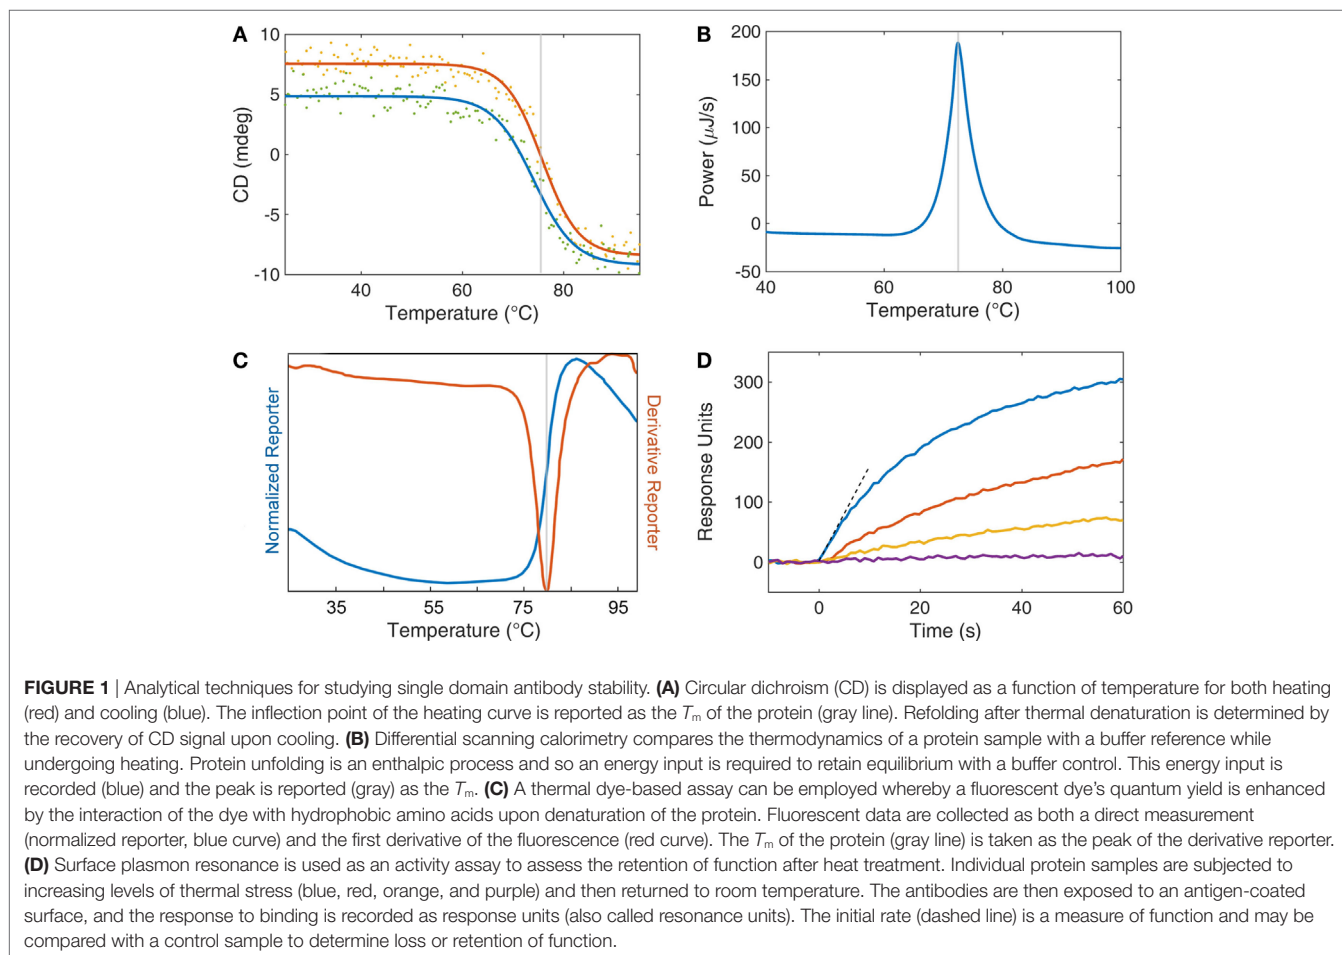 A
10
5
0
-5
-10
CD (mdeg)
40
60
80
Temperature (°C)
B
200
150
100
50
0
-50
Power (μJ/s)
40
60
80
100
Temperature (°C)
C
Normalized Reporter
Derivative Reporter
35
55
75
95
Temperature (°C)
D
300
200
100
0
Response Units
0
20
40
60
Time (s)
FIGURE 1 | Analytical techniques for studying single domain antibody stability. (A) Circular dichroism (CD) is displayed as a function of temperature for both heating
(red) and cooling (blue). The inflection point of the heating curve is reported as the Tm of the protein (gray line). Refolding after thermal denaturation is determined by
the recovery of CD signal upon cooling. (B) Differential scanning calorimetry compares the thermodynamics of a protein sample with a buffer reference while
undergoing heating. Protein unfolding is an enthalpic process and so an energy input is required to retain equilibrium with a buffer control. This energy input is
recorded (blue) and the peak is reported (gray) as the Tm. (C) A thermal dye-based assay can be employed whereby a fluorescent dye's quantum yield is enhanced
by the interaction of the dye with hydrophobic amino acids upon denaturation of the protein. Fluorescent data are collected as both a direct measurement
(normalized reporter, blue curve) and the first derivative of the fluorescence (red curve). The Tm of the protein (gray line) is taken as the peak of the derivative reporter.
(D) Surface plasmon resonance is used as an activity assay to assess the retention of function after heat treatment. Individual protein samples are subjected to
increasing levels of thermal stress (blue, red, orange, and purple) and then returned to room temperature. The antibodies are then exposed to an antigen-coated
surface, and the response to binding is recorded as response units (also called resonance units). The initial rate (dashed line) is a measure of function and may be
compared with a control sample to determine loss or retention of function.